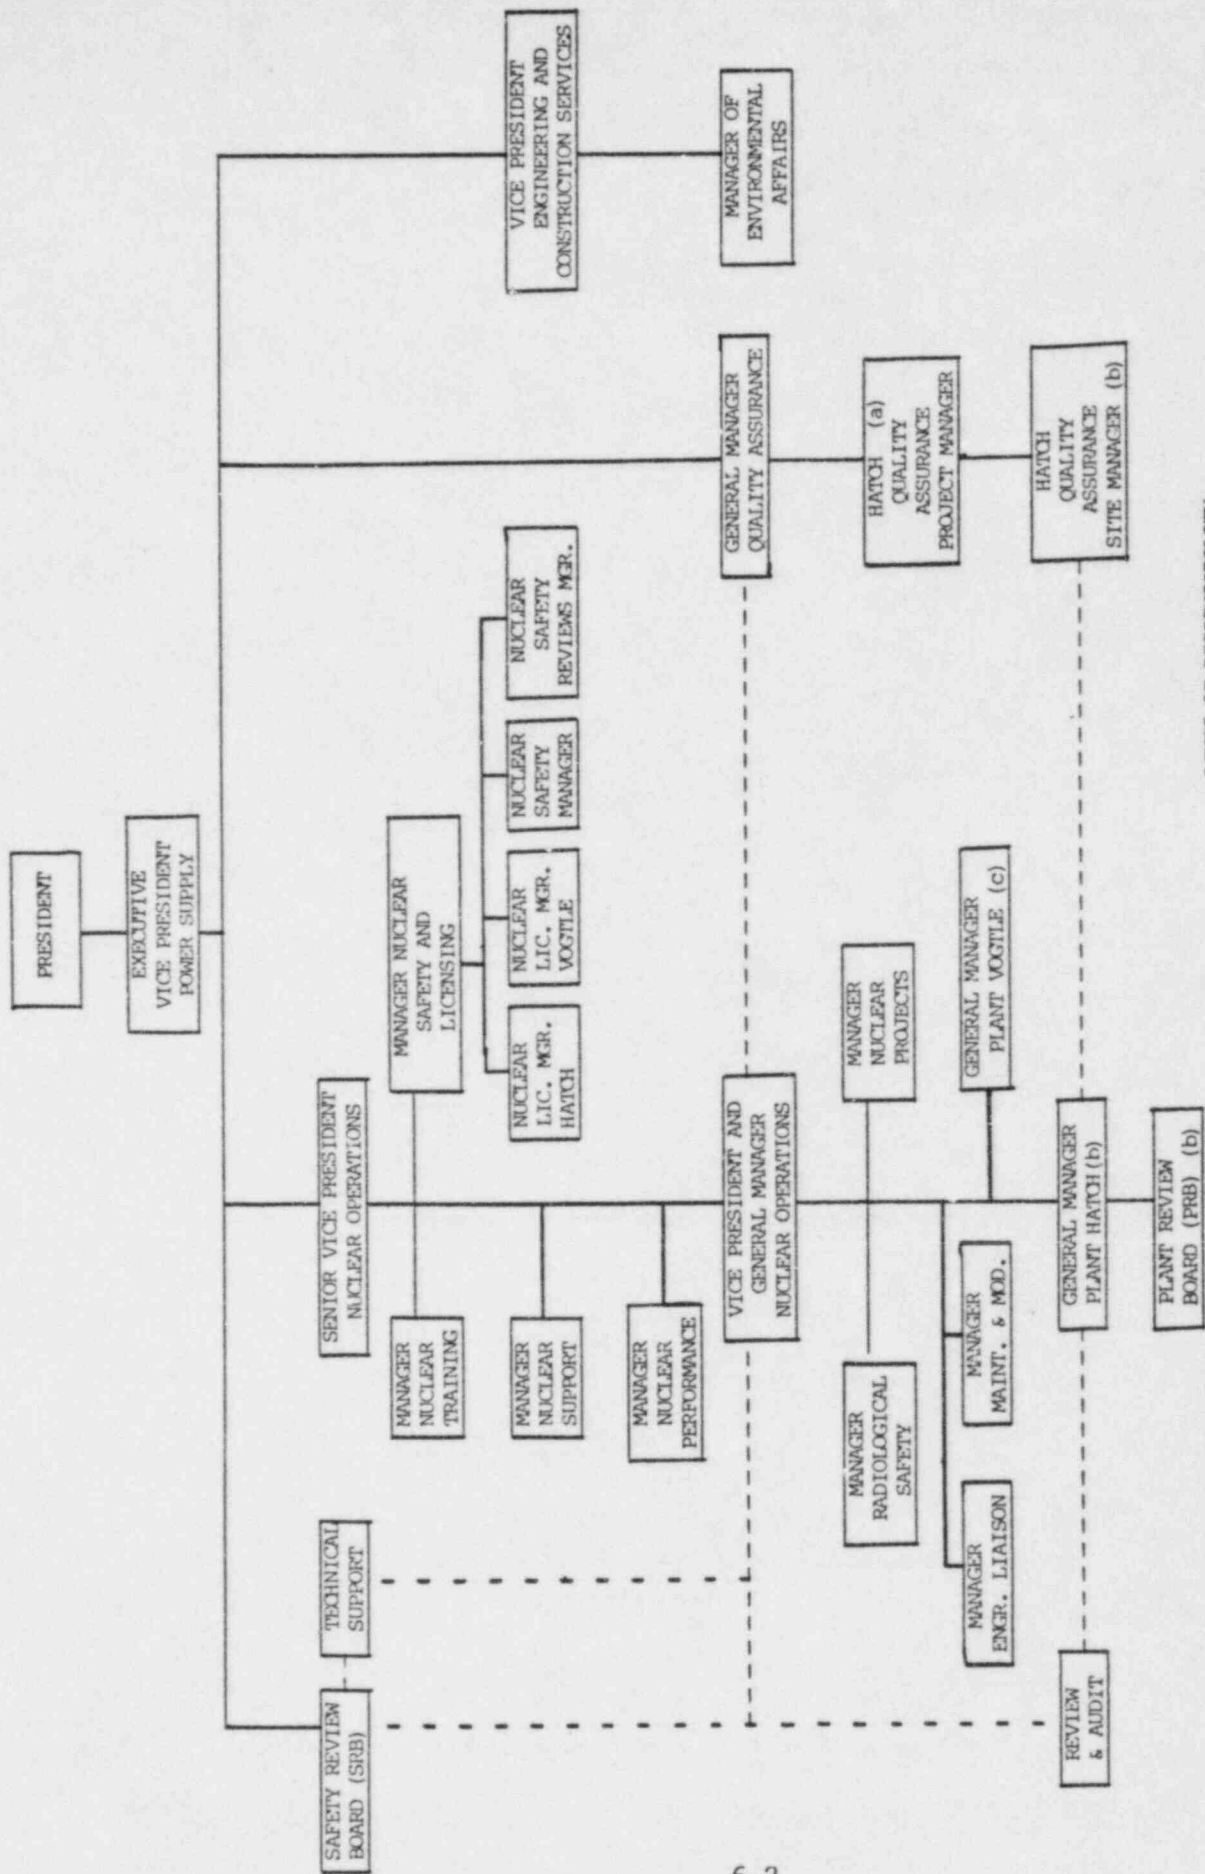 PRESIDENT
EXECUTIVE
VICE PRESIDENT
POWER SUPPLY
SAFETY REVIEW
BOARD (SRB)
TECHNICAL
SUPPORT
SENIOR VICE PRESIDENT
NUCLEAR OPERATIONS
MANAGER
NUCLEAR
TRAINING
MANAGER NUCLEAR
SAFETY AND
LICENSING
MANAGER
NUCLEAR
SUPPORT
NUCLEAR
LIC. MGR.
HATCH
NUCLEAR
LIC. MGR.
VOGTLE
NUCLEAR
SAFETY
MANAGER
NUCLEAR
SAFETY
REVIEWS MGR.
VICE PRESIDENT
ENGINEERING AND
CONSTRUCTION SERVICES
MANAGER
NUCLEAR
PERFORMANCE
VICE PRESIDENT AND
GENERAL MANAGER
NUCLEAR OPERATIONS
GENERAL MANAGER
QUALITY ASSURANCE
MANAGER OF
ENVIRONMENTAL
AFFAIRS
MANAGER
RADIOLOGICAL
SAFETY
MANAGER
NUCLEAR
PROJECTS
HATCH (a)
QUALITY
ASSURANCE
PROJECT MANAGER
MANAGER
ENGR. LIAISON
MANAGER
MAINT. & MOD.
GENERAL MANAGER
PLANT VOGTLE (c)
REVIEW
& AUDIT
GENERAL MANAGER
PLANT HATCH(b)
HATCH
QUALITY
ASSURANCE
SITE MANAGER (b)
PLANT REVIEW
BOARD (PRB) (b)